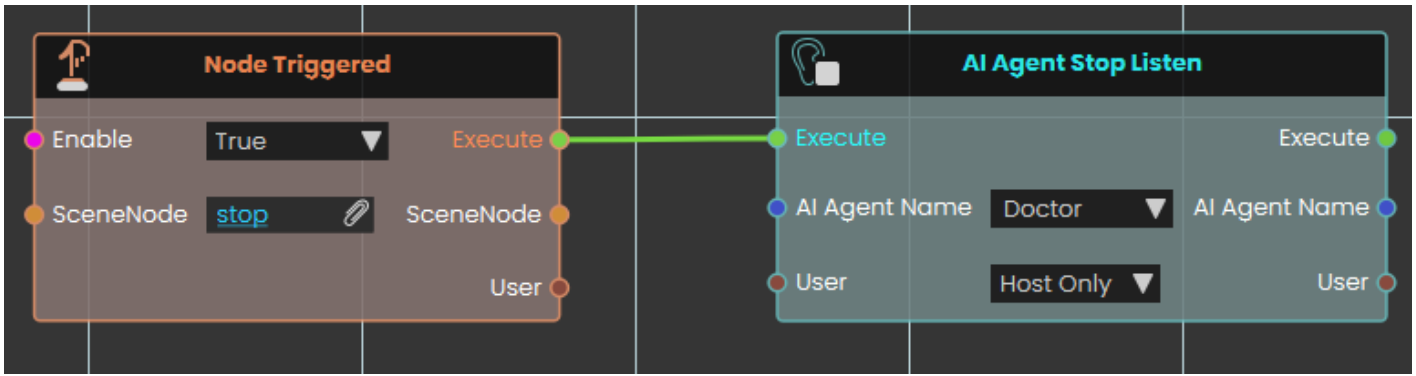 Node Triggered
Enable True Execute
SceneNode stop SceneNode
User
AI Agent Stop Listen
Execute Execute
AI Agent Name Doctor AI Agent Name
User Host Only User